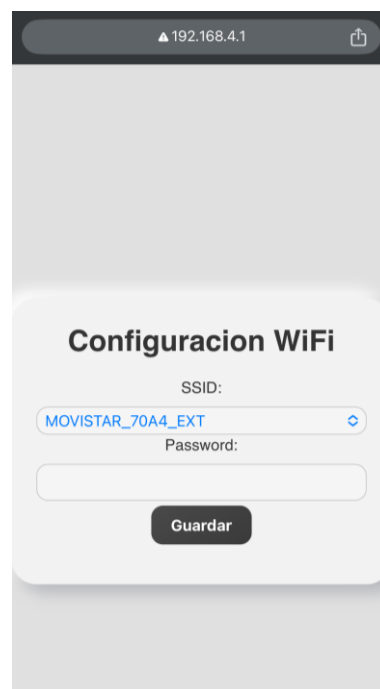 192.168.4.1
Configuracion WiFi
SSID:
MOVISTAR_70A4_EXT
Password:
Guardar